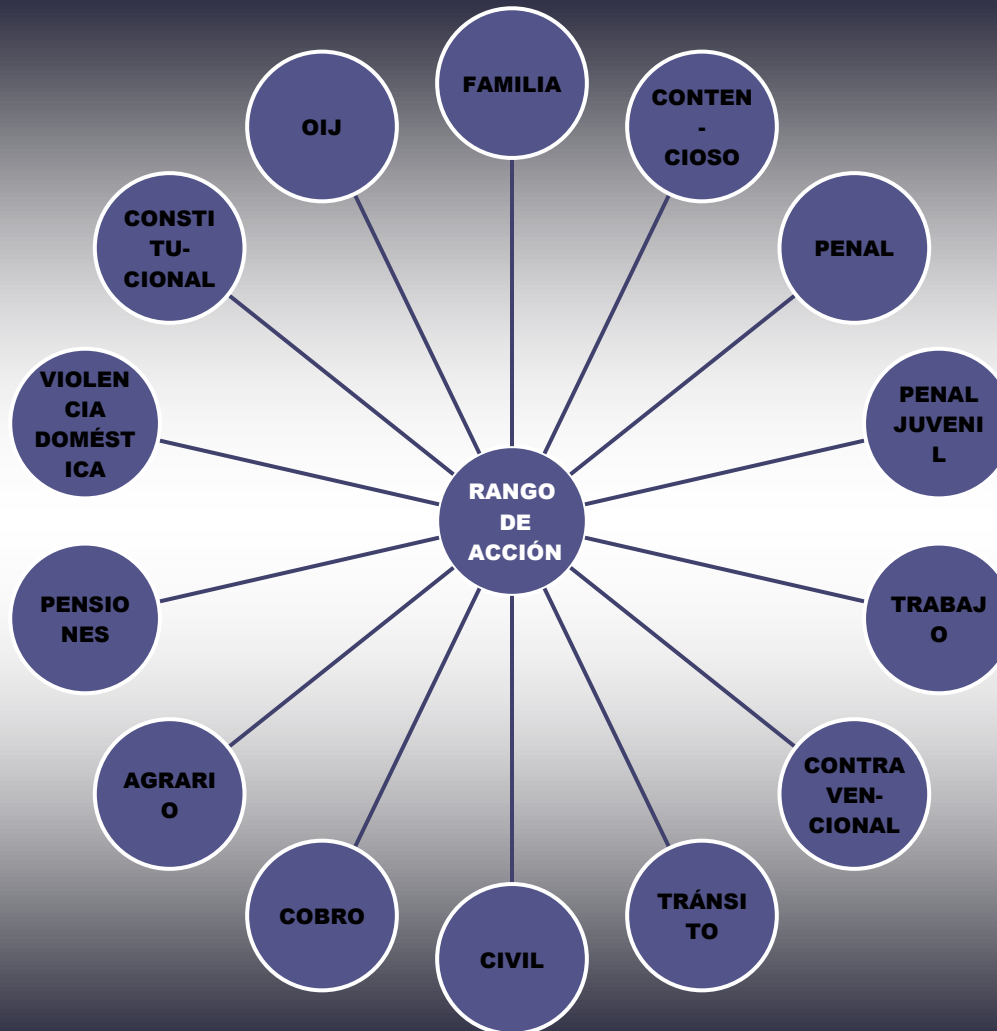 FAMILIA
CONTEN
-
CIOSO
PENAL
PENAL
JUVENI
L
TRABAJ
O
CONTRA
VEN-
CIONAL
TRÁNSI
TO
CIVIL
COBRO
AGRARI
O
PENSIO
NES
VIOLEN
CIA
DOMÉST
ICA
CONSTI
TU-
CIONAL
OIJ
RANGO
DE
ACCIÓN